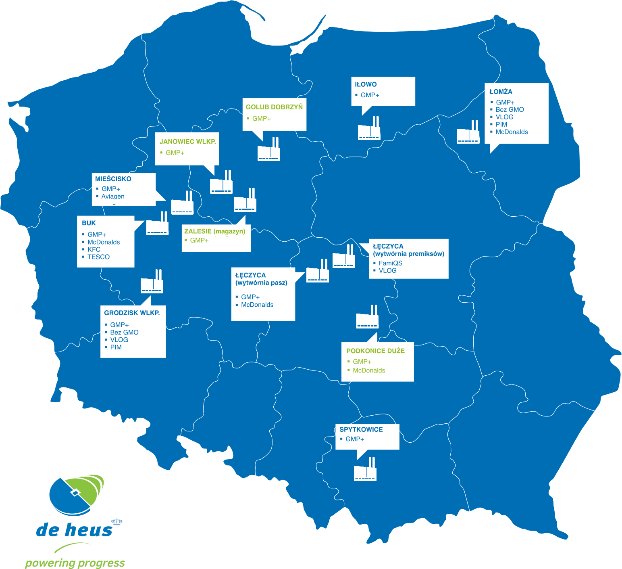 IŁOWO
▪ GMP+
ŁOMŻA
▪ GMP+
▪ Bez GMO
▪ VLOG
▪ PIM
▪ McDonalds
GOLUB DOBRZYŃ
▪ GMP+
JANOWIEC WLKP.
▪ GMP+
MIEŚCISKO
▪ GMP+
▪ Aviagen
BUK
▪ GMP+
▪ McDonalds
▪ KFC
▪ TESCO
ZALESIE (magazyn)
▪ GMP+
ŁĘCZYCA
(wytwórnia premiksów)
▪ FamiQS
▪ VLOG
ŁĘCZYCA
(wytwórnia pasz)
▪ GMP+
▪ McDonalds
GRODZISK WLKP.
▪ GMP+
▪ Bez GMO
▪ VLOG
▪ PIM
PODKONICE DUŻE
▪ GMP+
▪ McDonalds
SPYTKOWICE
▪ GMP+
de heus
powering progress